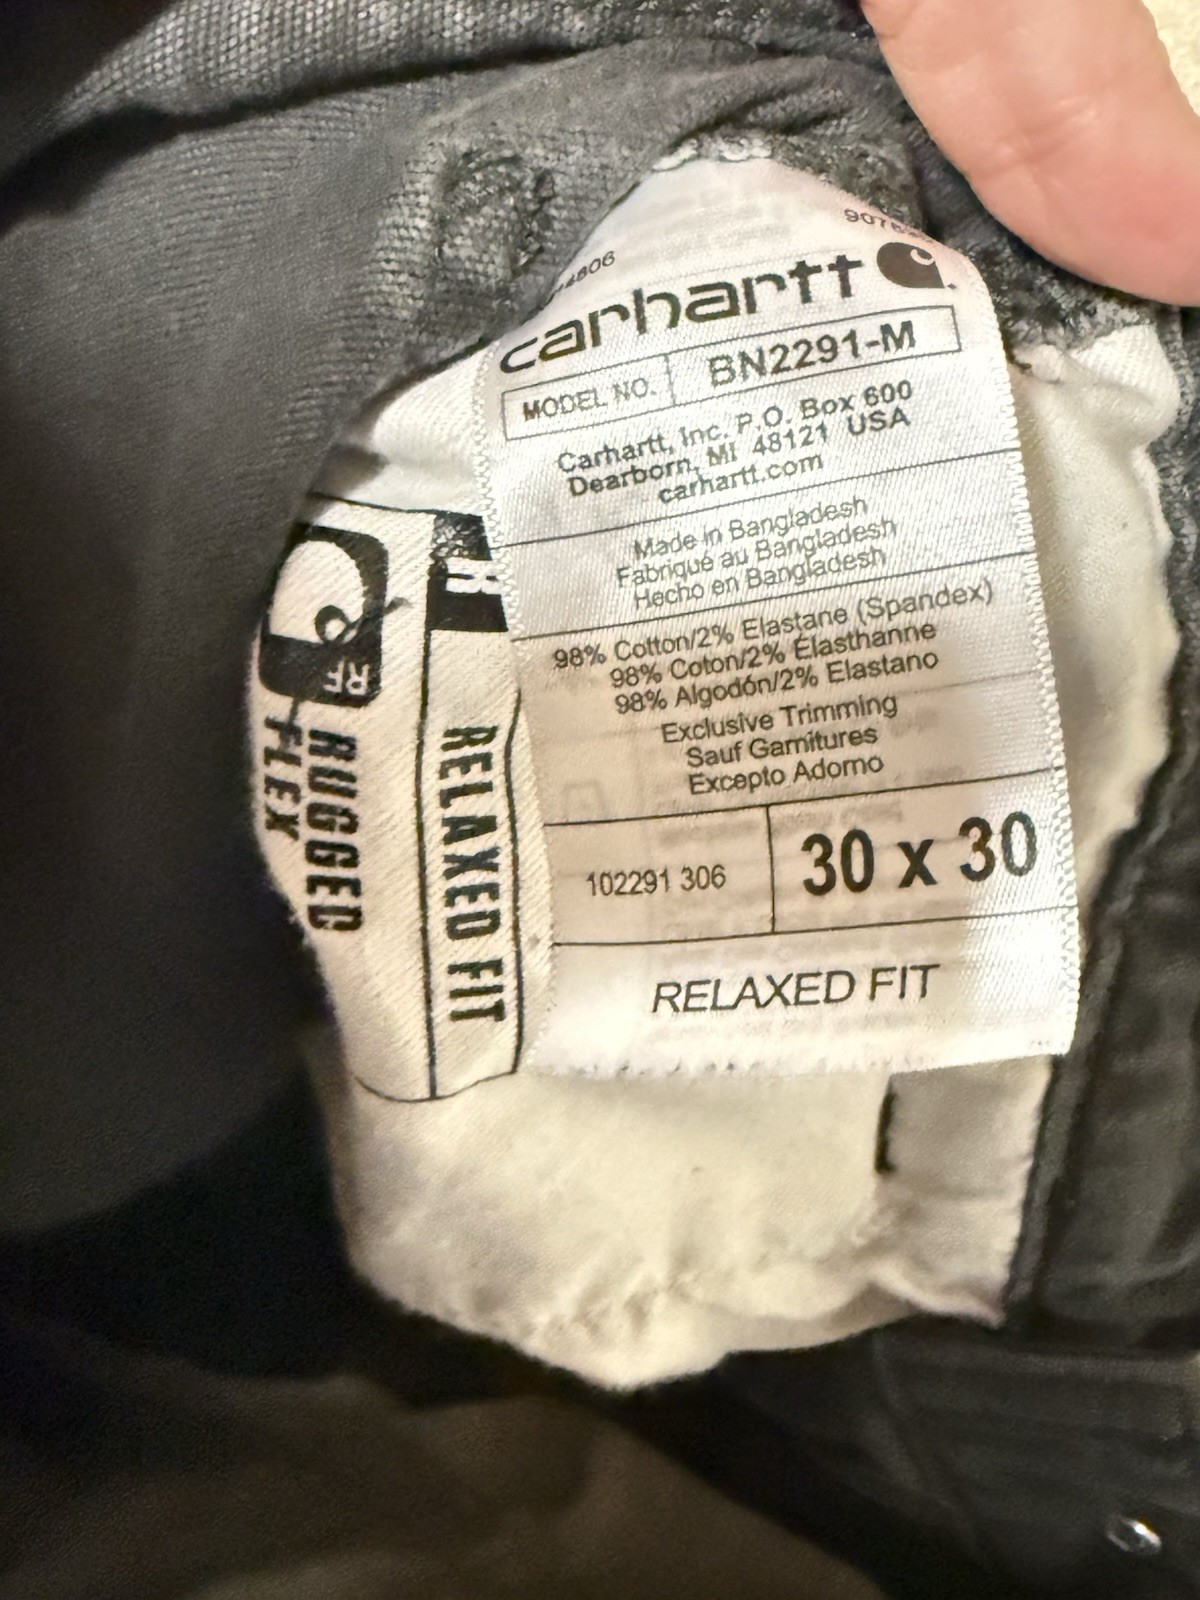 carhartt
MODEL NO. BN2291-M
Carhartt, Inc. P.O. Box 600
Dearborn, MI 48121 USA
carhartt.com
Made in Bangladesh
Fabriqué au Bangladesh
Hecho en Bangladesh
98% Cotton/2% Elastane (Spandex)
98% Coton/2% Élasthanne
98% Algodón/2% Elastano
Exclusive Trimming
Sauf Garnitures
Excepto Adorno
102291 306
30 x 30
RELAXED FIT
RF
RUGGED
FLEX
RELAXED FIT